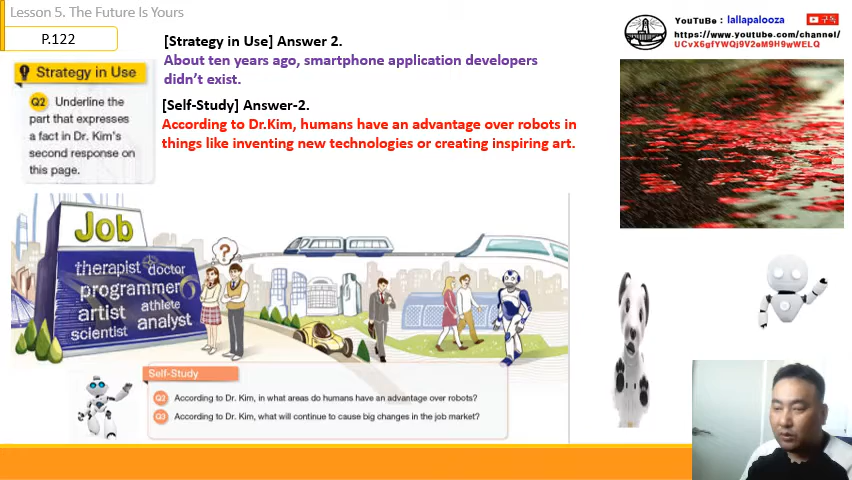 Lesson 5. The Future Is Yours
P.122
[Strategy in Use] Answer 2.
About ten years ago, smartphone application developers
didn't exist.
[Self-Study] Answer-2.
According to Dr.Kim, humans have an advantage over robots in
things like inventing new technologies or creating inspiring art.
YouTuBe : lallapalooza
구독
https://www.youtube.com/channel/
UCvX6gfYWQj9V2eM9H9wWELQ
Strategy in Use
Q2 Underline the
part that expresses
a fact in Dr. Kim's
second response on
this page.
Job
therapist doctor
programmer
artist athlete
scientist analyst
?
Self-Study
Q2 According to Dr. Kim, in what areas do humans have an advantage over robots?
Q3 According to Dr. Kim, what will continue to cause big changes in the job market?